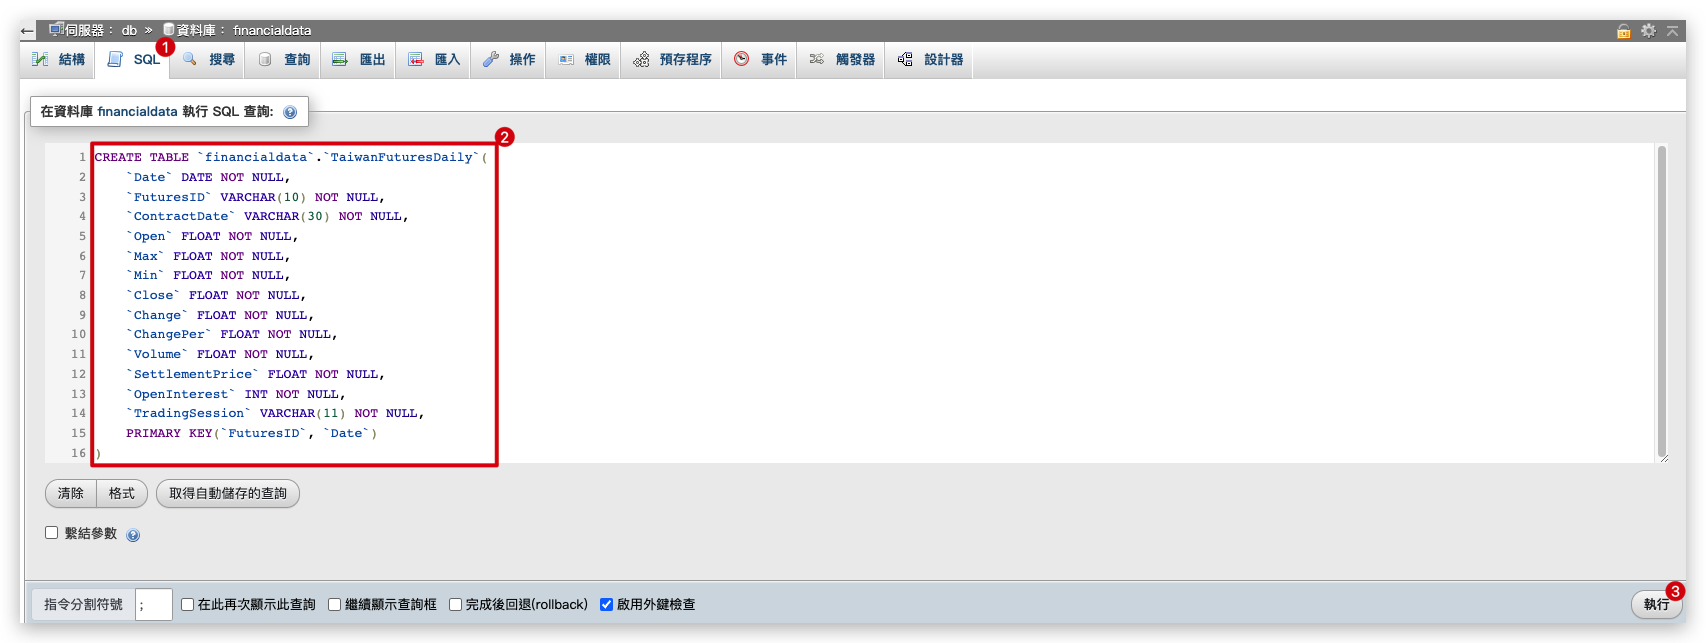 ← 伺服器： db » 資料庫： financialdata
結構 SQL 搜尋 查詢 匯出 匯入 操作 權限 預存程序 事件 觸發器 設計器
1
在資料庫 financialdata 執行 SQL 查詢:
2
1 CREATE TABLE `financialdata`.`TaiwanFuturesDaily`(
2 `Date` DATE NOT NULL,
3 `FuturesID` VARCHAR(10) NOT NULL,
4 `ContractDate` VARCHAR(30) NOT NULL,
5 `Open` FLOAT NOT NULL,
6 `Max` FLOAT NOT NULL,
7 `Min` FLOAT NOT NULL,
8 `Close` FLOAT NOT NULL,
9 `Change` FLOAT NOT NULL,
10 `ChangePer` FLOAT NOT NULL,
11 `Volume` FLOAT NOT NULL,
12 `SettlementPrice` FLOAT NOT NULL,
13 `OpenInterest` INT NOT NULL,
14 `TradingSession` VARCHAR(11) NOT NULL,
15 PRIMARY KEY(`FuturesID`, `Date`)
16 )
清除 格式 取得自動儲存的查詢
繫結參數
指令分割符號 ; 在此再次顯示此查詢 繼續顯示查詢框 完成後回退(rollback) 啟用外鍵檢查 執行
3